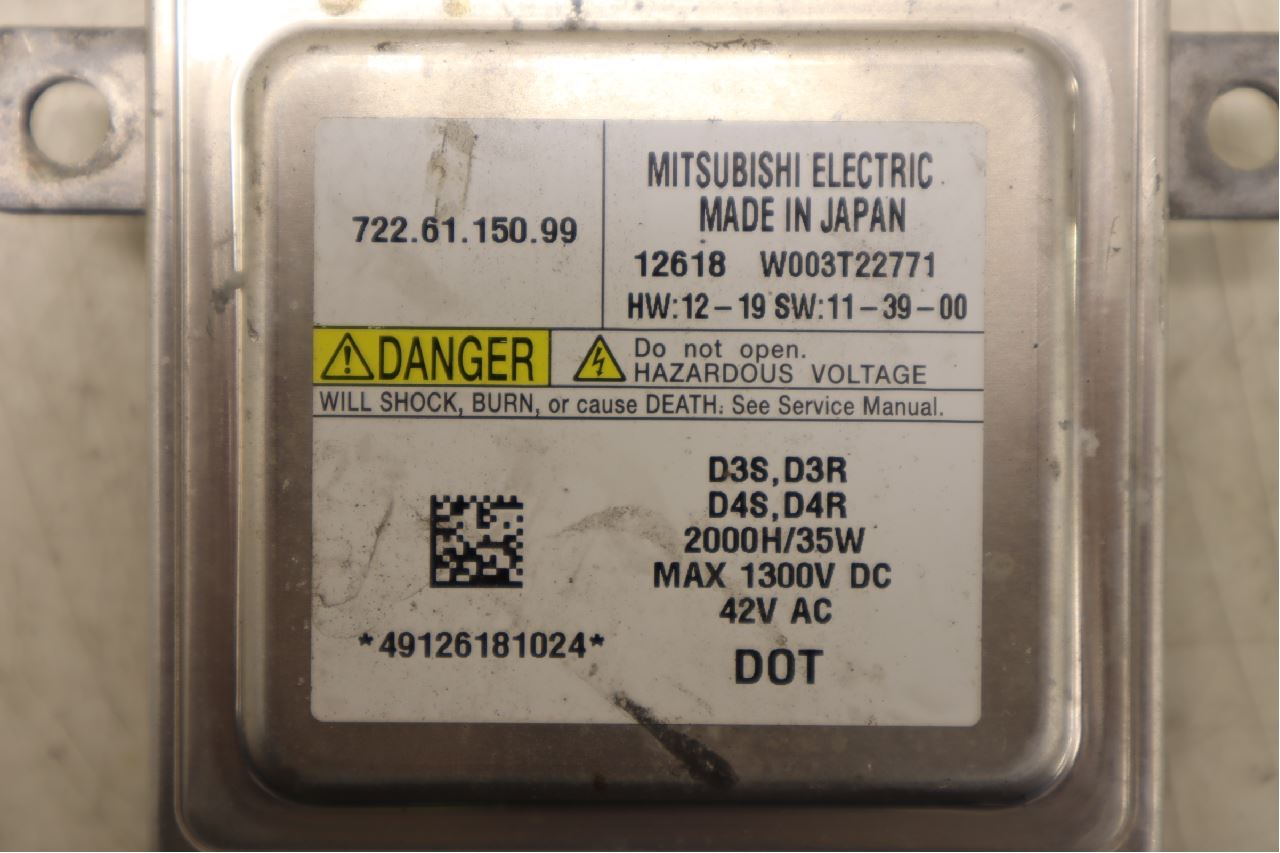 722.61.150.99
MITSUBISHI ELECTRIC
MADE IN JAPAN
12618 W003T22771
HW:12-19 SW:11-39-00
DANGER
Do not open.
HAZARDOUS VOLTAGE
WILL SHOCK, BURN, or cause DEATH. See Service Manual.
D3S,D3R
D4S,D4R
2000H/35W
MAX 1300V DC
42V AC
*49126181024*
DOT